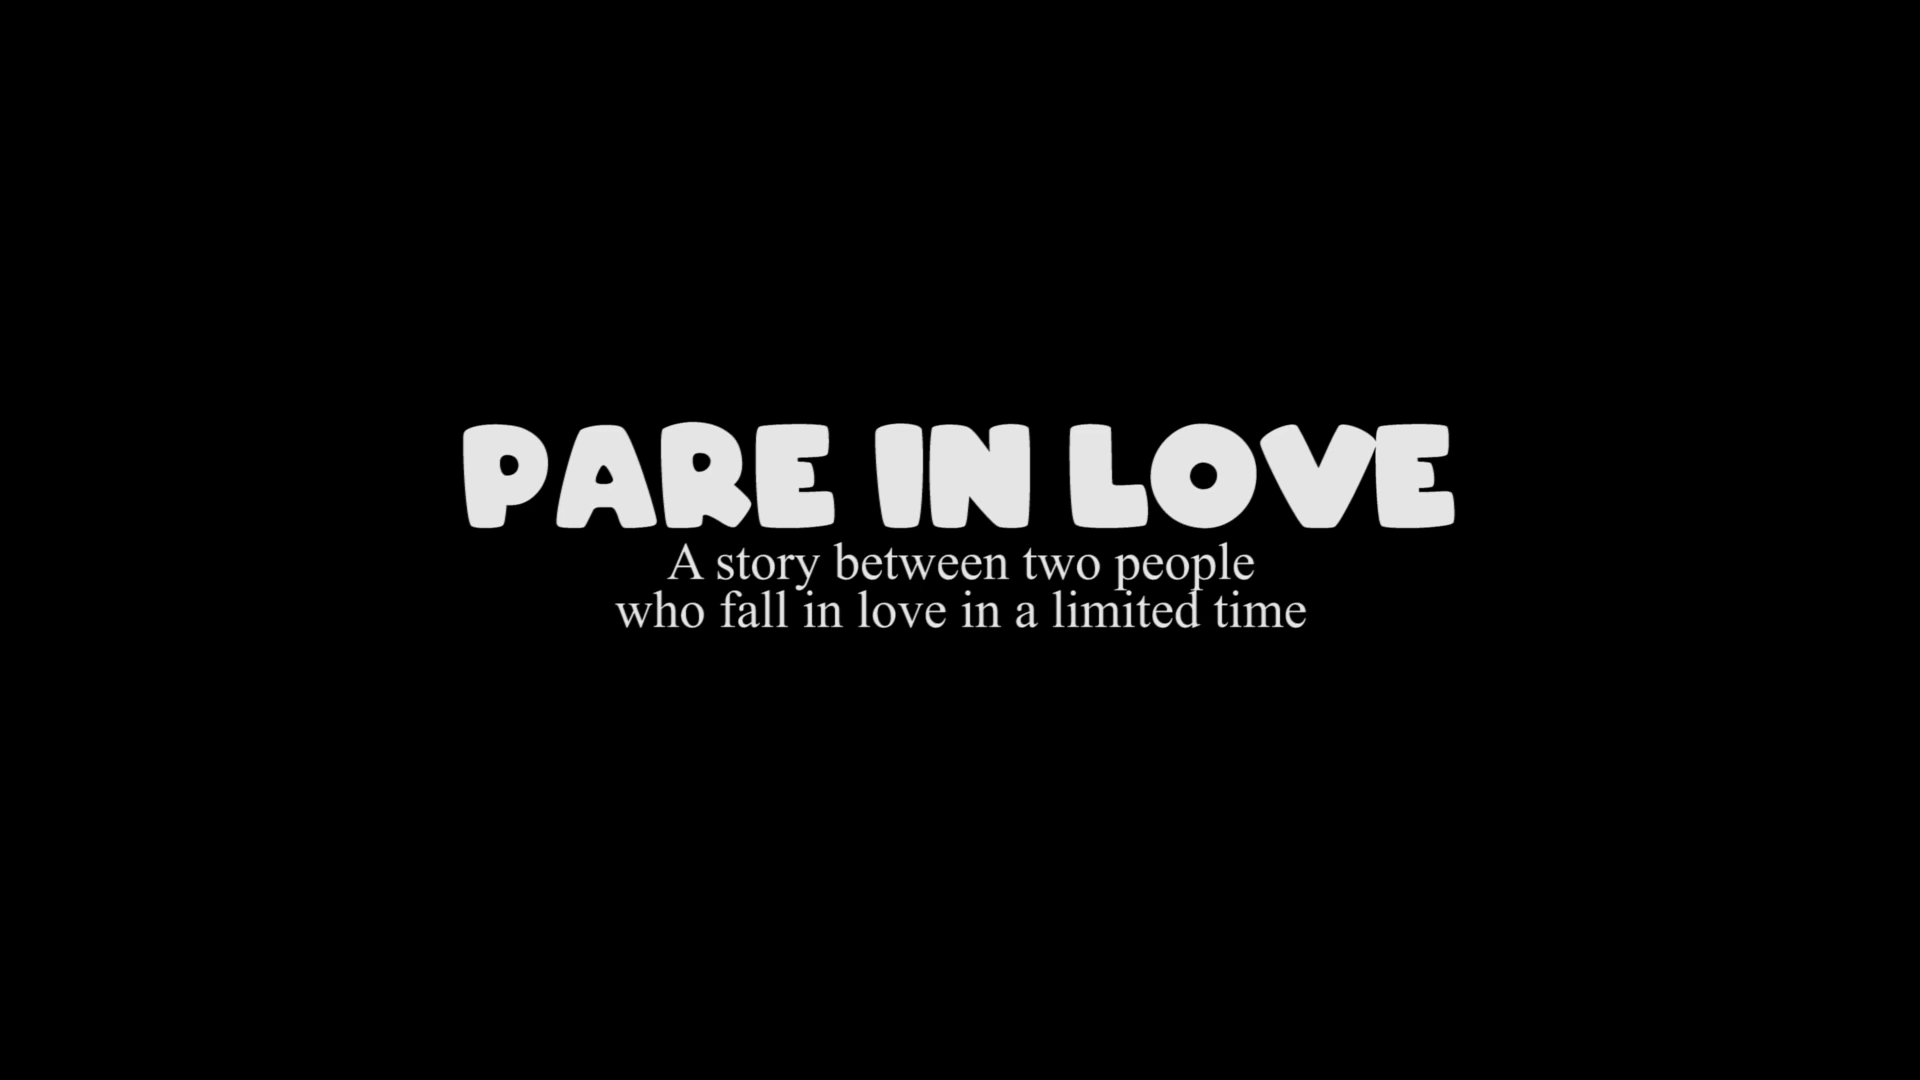 PARE IN LOVE
A story between two people
who fall in love in a limited time